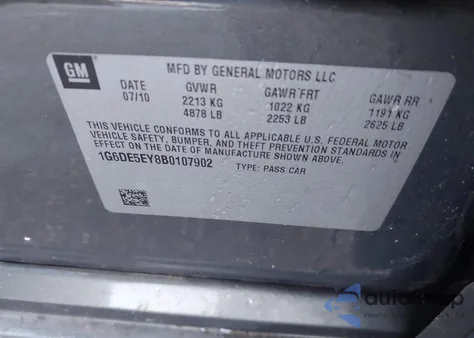 GM
MFD BY GENERAL MOTORS LLC
DATE GVWR GAWR FRT GAWR RR
07/10 2213 KG 1022 KG 1191 KG
4878 LB 2253 LB 2625 LB
THIS VEHICLE CONFORMS TO ALL APPLICABLE U.S. FEDERAL MOTOR
VEHICLE SAFETY, BUMPER, AND THEFT PREVENTION STANDARDS IN
EFFECT ON THE DATE OF MANUFACTURE SHOWN ABOVE.
1G6DE5EY8B0107902 TYPE: PASS CAR